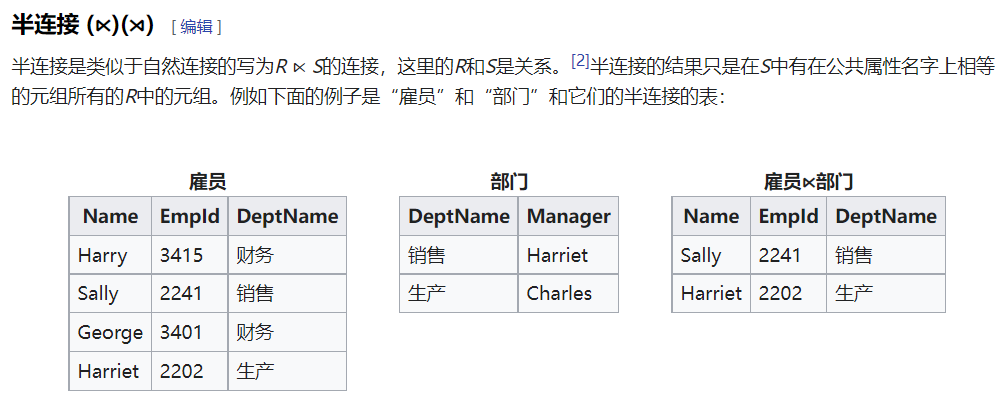 半连接 (⋉)(⋊) [ 编辑 ]
半连接是类似于自然连接的写为R ⋉ S的连接，这里的R和S是关系。[2]半连接的结果只是在S中有在公共属性名字上相等
的元组所有的R中的元组。例如下面的例子是“雇员”和“部门”和它们的半连接的表：
雇员
Name EmpId DeptName
Harry 3415 财务
Sally 2241 销售
George 3401 财务
Harriet 2202 生产
部门
DeptName Manager
销售 Harriet
生产 Charles
雇员⋉部门
Name EmpId DeptName
Sally 2241 销售
Harriet 2202 生产